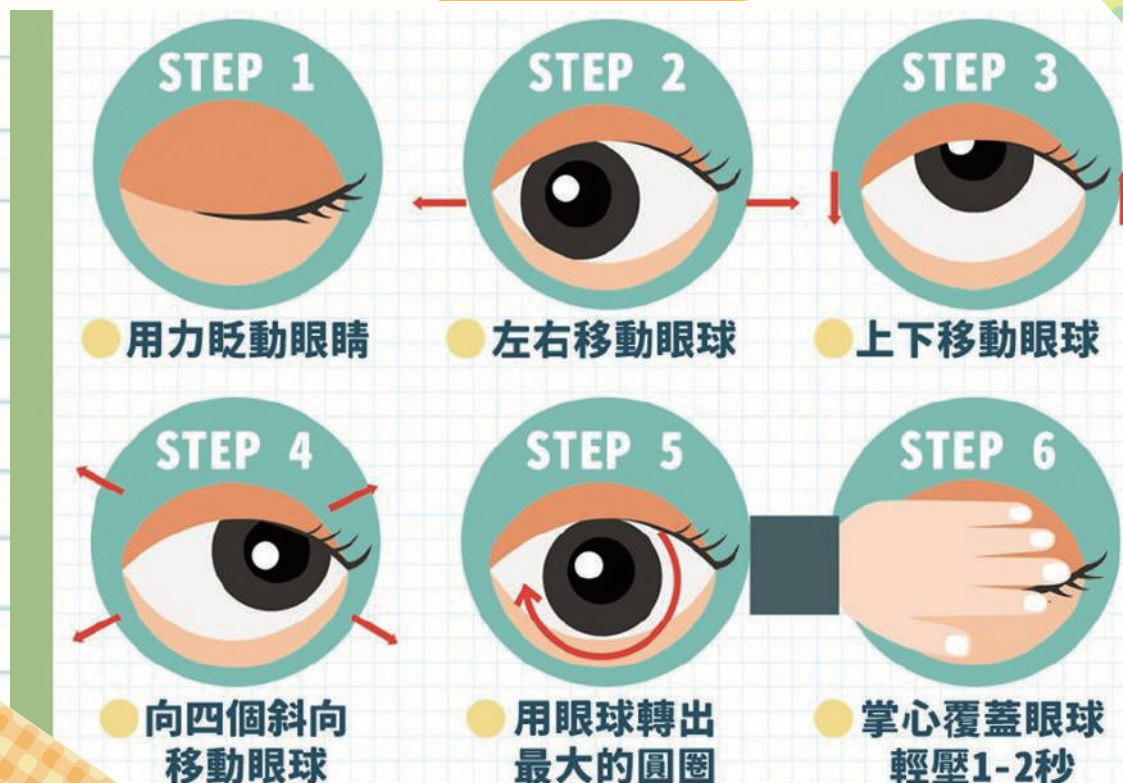 STEP 1
用力眨動眼睛
STEP 2
左右移動眼球
STEP 3
上下移動眼球
STEP 4
向四個斜向
移動眼球
STEP 5
用眼球轉出
最大的圓圈
STEP 6
掌心覆蓋眼球
輕壓1-2秒